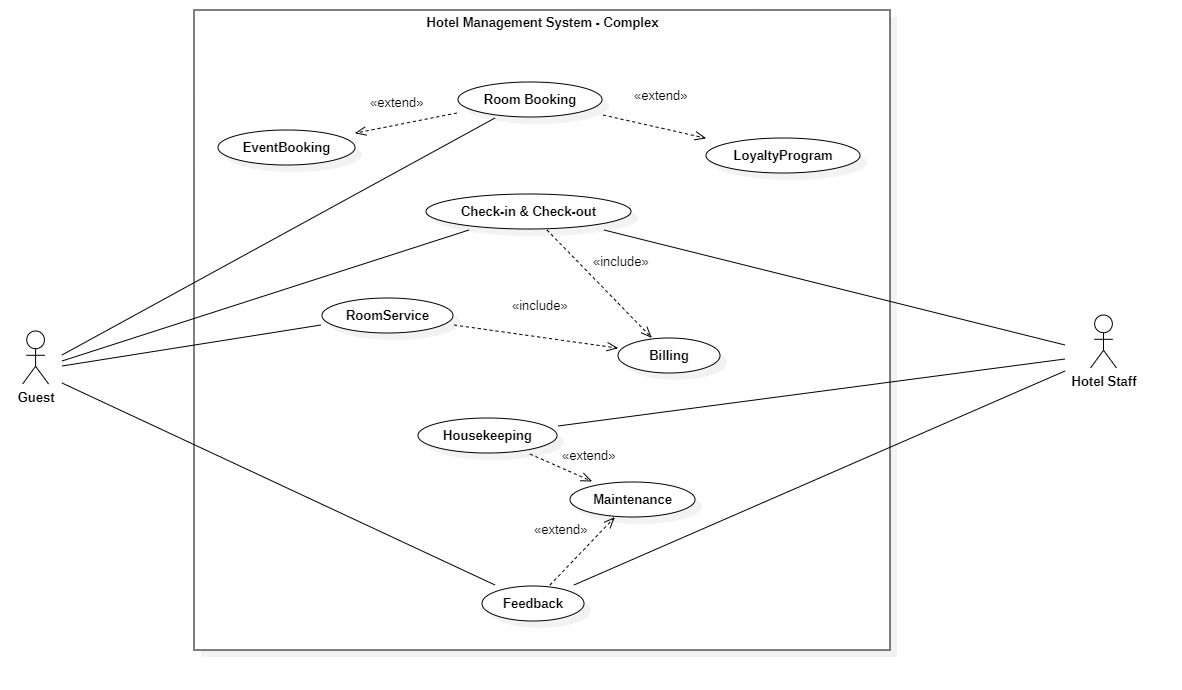 Hotel Management System - Complex
Room Booking
«extend»
«extend»
EventBooking
LoyaltyProgram
Check-in & Check-out
«include»
RoomService
«include»
Billing
Guest
Hotel Staff
Housekeeping
«extend»
Maintenance
«extend»
Feedback